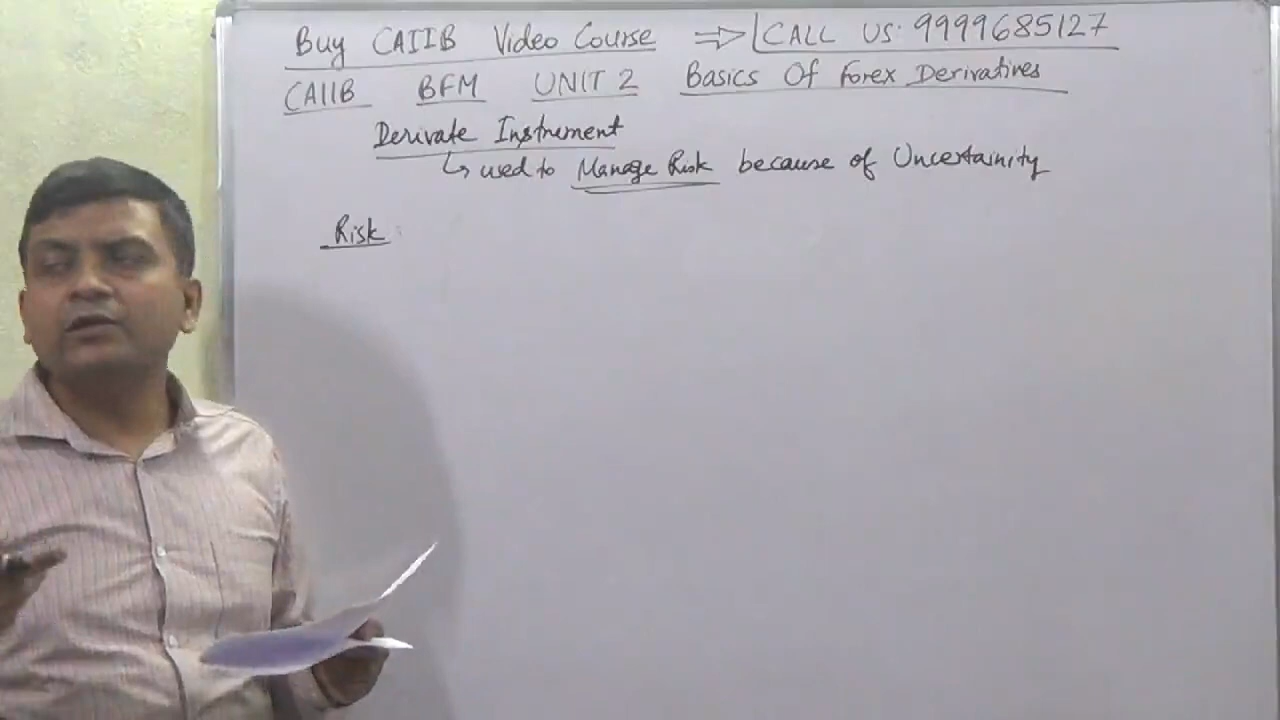 Buy CAIIB Video Course ⇒ CALL US: 9999685127
CAIIB BFM UNIT 2 Basics Of Forex Derivatives
Derivate Instrument
↳ used to Manage Risk because of Uncertainity
Risk